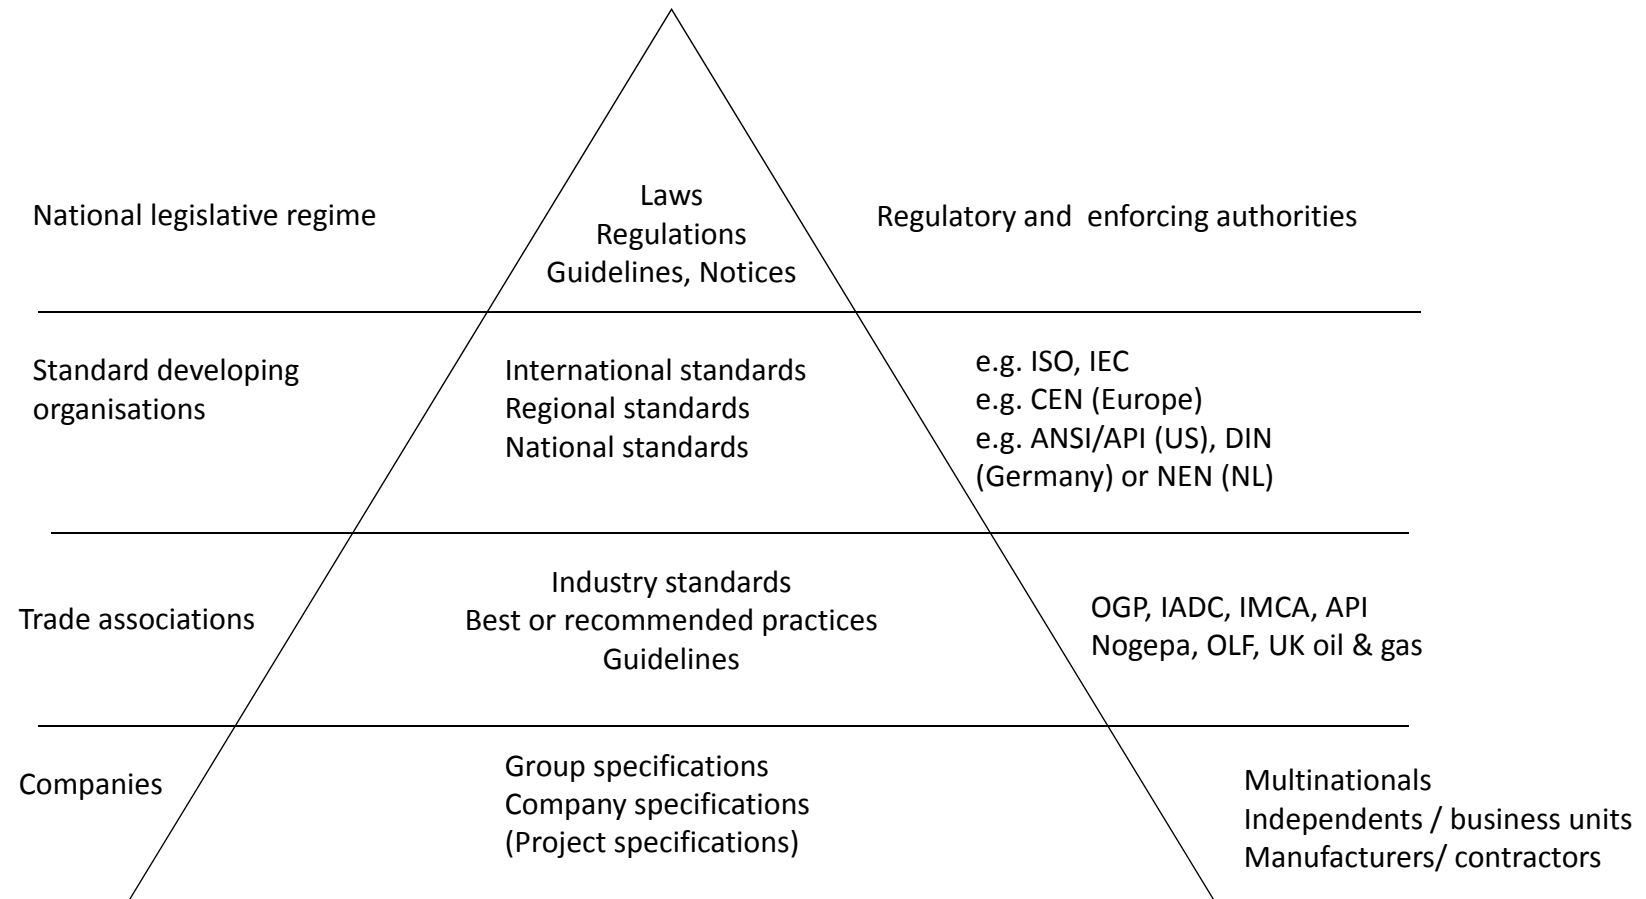 National legislative regime
Laws
Regulations
Guidelines, Notices
Regulatory and  enforcing authorities
Standard developing
organisations
International standards
Regional standards
National standards
e.g. ISO, IEC
e.g. CEN (Europe)
e.g. ANSI/API (US), DIN
(Germany) or NEN (NL)
Trade associations
Industry standards
Best or recommended practices
Guidelines
OGP, IADC, IMCA, API
Nogepa, OLF, UK oil & gas
Companies
Group specifications
Company specifications
(Project specifications)
Multinationals
Independents / business units
Manufacturers/ contractors